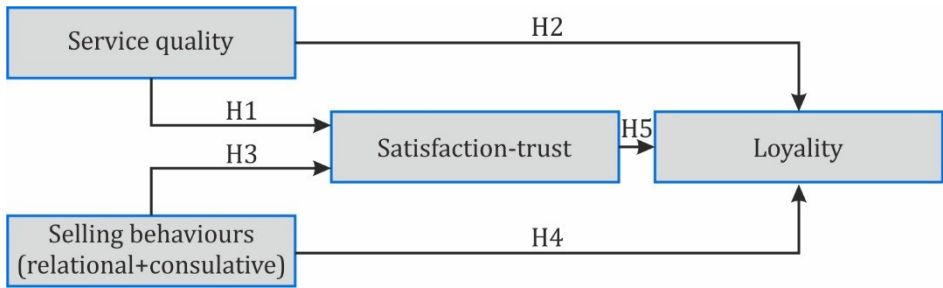 Service quality
H2
H1
Satisfaction-trust
H5
Loyality
H3
Selling behaviours
(relational+consulative)
H4